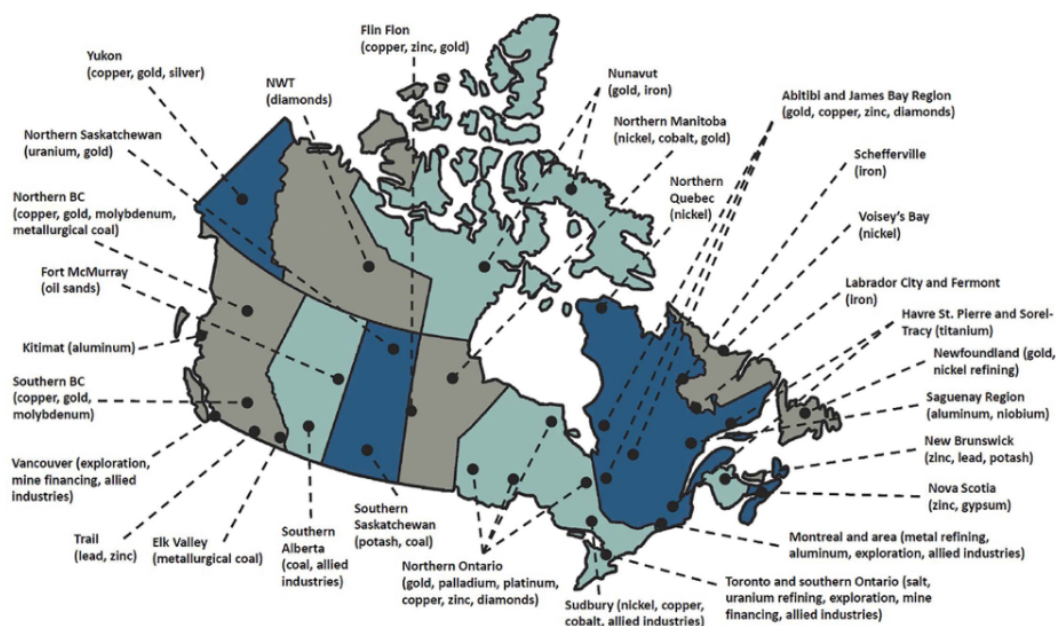 Flin Flon
(copper, zinc, gold)
Yukon
(copper, gold, silver)
NWT
(diamonds)
Nunavut
(gold, iron)
Abitibi and James Bay Region
(gold, copper, zinc, diamonds)
Northern Manitoba
(nickel, cobalt, gold)
Northern Saskatchewan
(uranium, gold)
Schefferville
(iron)
Northern
Quebec
(nickel)
Northern BC
(copper, gold, molybdenum,
metallurgical coal)
Voisey's Bay
(nickel)
Fort McMurray
(oil sands)
Labrador City and Fermont
(iron)
Havre St. Pierre and Sorel-
Tracy (titanium)
Kitimat (aluminum)
Newfoundland (gold,
nickel refining)
Southern BC
(copper, gold,
molybdenum)
Saguenay Region
(aluminum, niobium)
New Brunswick
(zinc, lead, potash)
Vancouver (exploration,
mine financing, allied
industries)
Nova Scotia
(zinc, gypsum)
Trail
(lead, zinc)
Elk Valley
(metallurgical coal)
Southern
Alberta
(coal, allied
industries)
Southern
Saskatchewan
(potash, coal)
Northern Ontario
(gold, palladium, platinum,
copper, zinc, diamonds)
Montreal and area (metal refining,
aluminum, exploration, allied industries)
Toronto and southern Ontario (salt,
uranium refining, exploration, mine
financing, allied industries)
Sudbury (nickel, copper,
cobalt, allied industries)